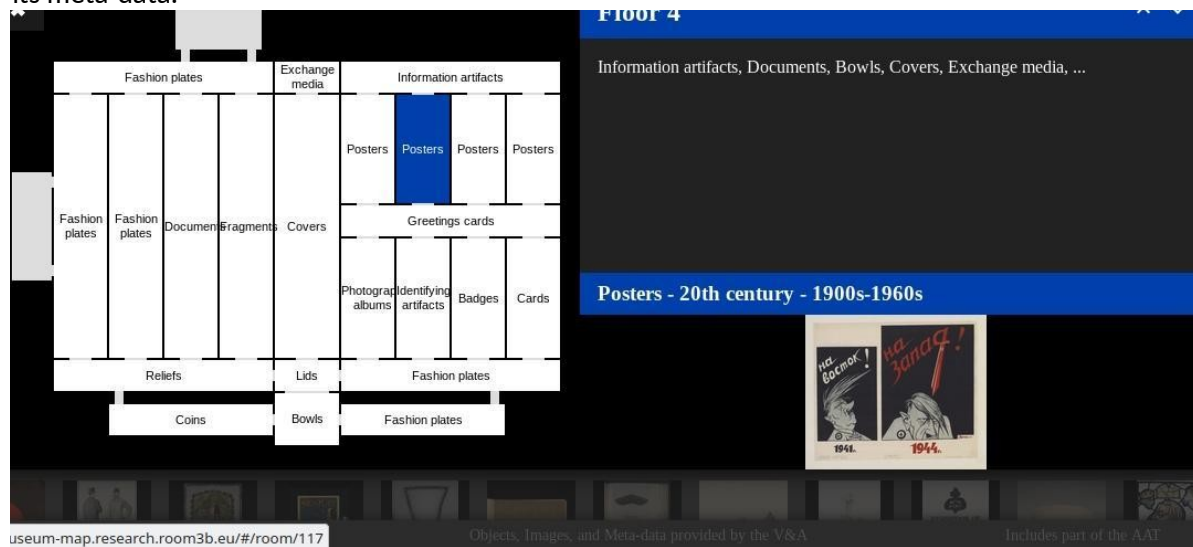 its meta-data.
Floor 4
Information artifacts, Documents, Bowls, Covers, Exchange media, ...
Fashion plates
Exchange
media
Information artifacts
Posters
Posters
Posters
Posters
Fashion
plates
Fashion
plates
Documents
Fragments
Covers
Greetings cards
Photograp
albums
Identifying
artifacts
Badges
Cards
Reliefs
Lids
Fashion plates
Coins
Bowls
Fashion plates
Posters - 20th century - 1900s-1960s
на
восток!
1941г.
на
запад!
1944г.
useum-map.research.room3b.eu/#/room/117
Objects, Images, and Meta-data provided by the V&A
Includes part of the AAT